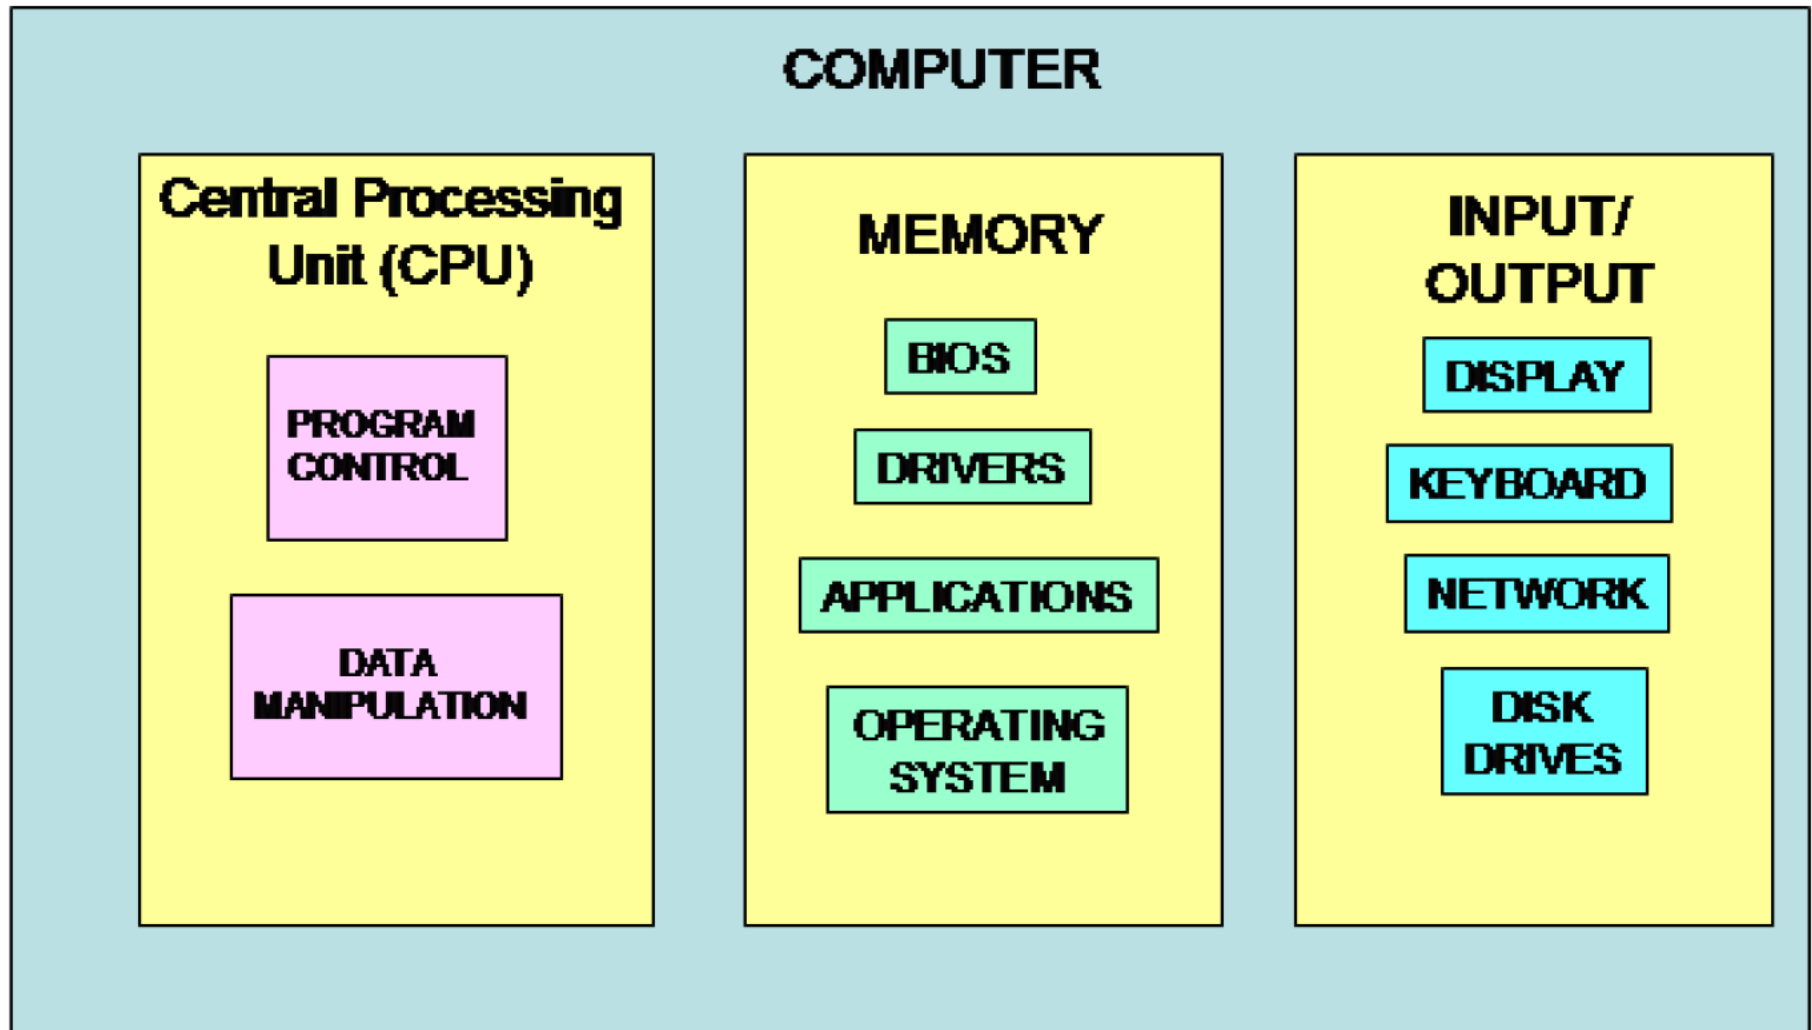 COMPUTER
Central Processing
Unit (CPU)
PROGRAM
CONTROL
DATA
MANIPULATION
MEMORY
BIOS
DRIVERS
APPLICATIONS
OPERATING
SYSTEM
INPUT/
OUTPUT
DISPLAY
KEYBOARD
NETWORK
DISK
DRIVES